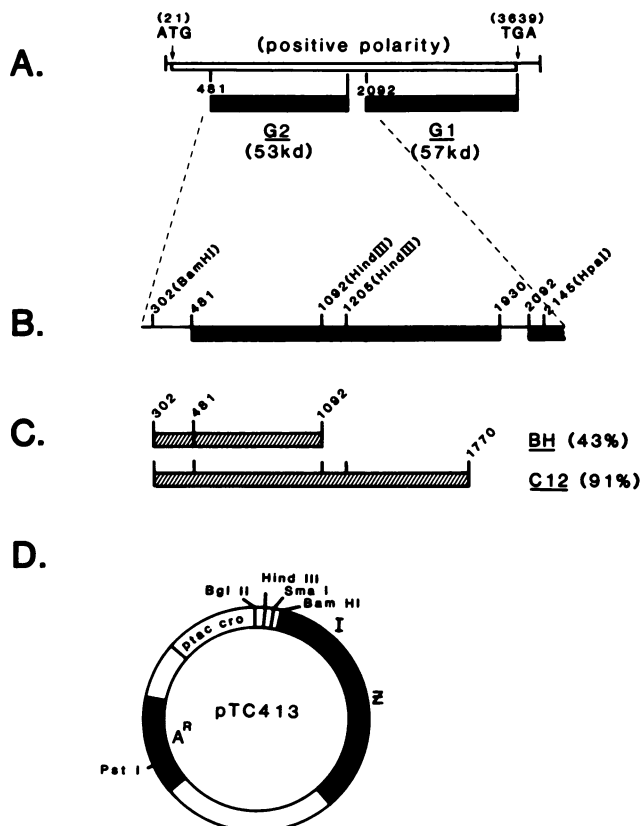 A.
(21)
ATG
(positive polarity)
(3639)
TGA
481
2092
G2
(53kd)
G1
(57kd)
B.
302(BamHI)
481
1092(HindIII)
1205(HindIII)
1930
2092
2145(HpaI)
C.
302
481
1092
BH (43%)
1770
C12 (91%)
D.
Hind III
Bgl II
Sma I
Bam HI
ptac cro
I
Z
pTC413
A^R
Pst I